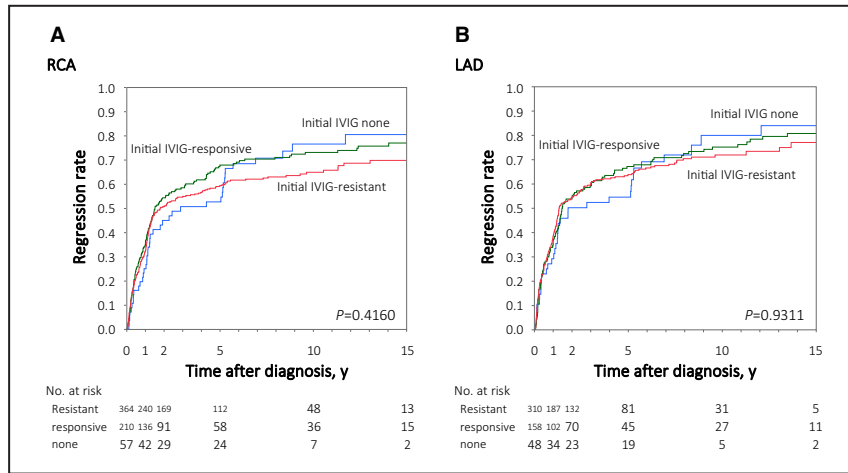 A
RCA
1.0
0.9
0.8
0.7
0.6
0.5
0.4
0.3
0.2
0.1
0.0
Regression rate
Initial IVIG none
Initial IVIG-responsive
Initial IVIG-resistant
P=0.4160
0 1 2 5 10 15
Time after diagnosis, y
No. at risk
Resistant 364 240 169 112 48 13
responsive 210 136 91 58 36 15
none 57 42 29 24 7 2
B
LAD
1.0
0.9
0.8
0.7
0.6
0.5
0.4
0.3
0.2
0.1
0.0
Regression rate
Initial IVIG none
Initial IVIG-responsive
Initial IVIG-resistant
P=0.9311
0 1 2 5 10 15
Time after diagnosis, y
No. at risk
Resistant 310 187 132 81 31 5
responsive 158 102 70 45 27 11
none 48 34 23 19 5 2